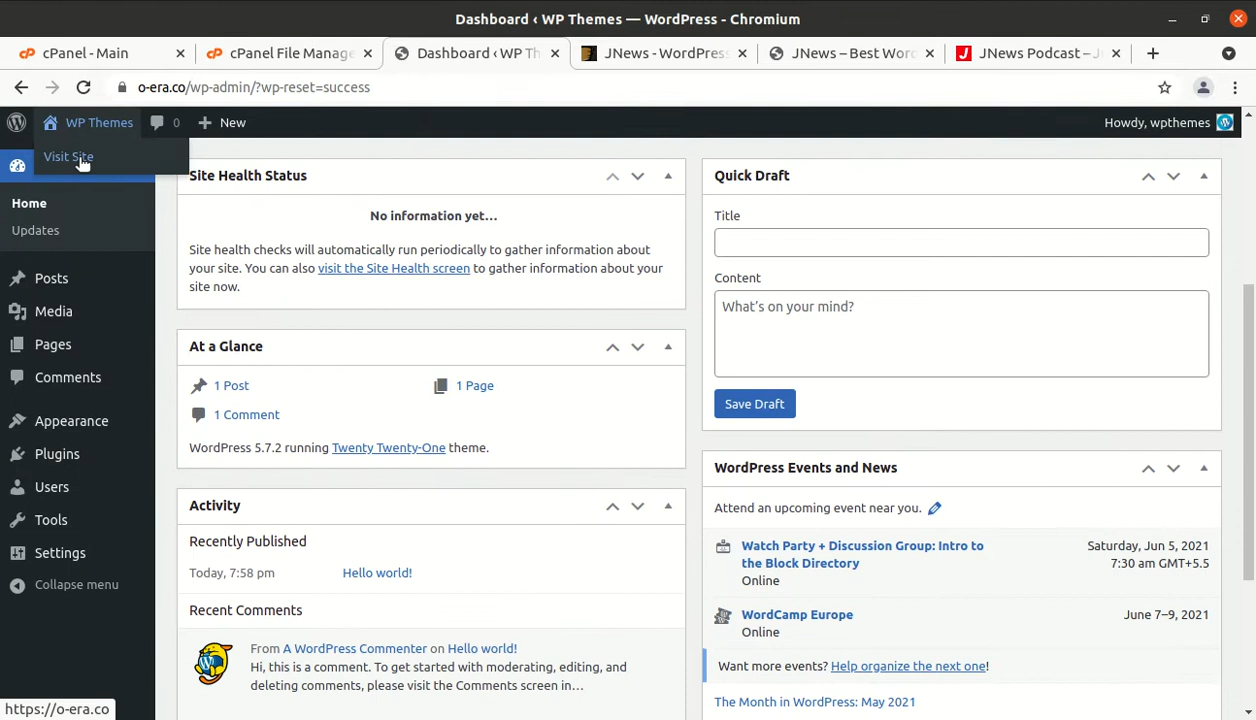 Dashboard ‹ WP Themes — WordPress - Chromium
cPanel - Main
cPanel File Manage
Dashboard ‹ WP Th
JNews - WordPress
JNews – Best Wor
JNews Podcast – J
o-era.co/wp-admin/?wp-reset=success
WP Themes
0
New
Howdy, wpthemes
Visit Site
Home
Updates
Posts
Media
Pages
Comments
Appearance
Plugins
Users
Tools
Settings
Collapse menu
Site Health Status
No information yet…
Site health checks will automatically run periodically to gather information about
your site. You can also visit the Site Health screen to gather information about your
site now.
At a Glance
1 Post
1 Page
1 Comment
WordPress 5.7.2 running Twenty Twenty-One theme.
Activity
Recently Published
Today, 7:58 pm
Hello world!
Recent Comments
From A WordPress Commenter on Hello world!
Hi, this is a comment. To get started with moderating, editing, and
deleting comments, please visit the Comments screen in…
Quick Draft
Title
Content
What's on your mind?
Save Draft
WordPress Events and News
Attend an upcoming event near you.
Watch Party + Discussion Group: Intro to
the Block Directory
Online
Saturday, Jun 5, 2021
7:30 am GMT+5.5
WordCamp Europe
Online
June 7–9, 2021
Want more events? Help organize the next one!
The Month in WordPress: May 2021
https://o-era.co